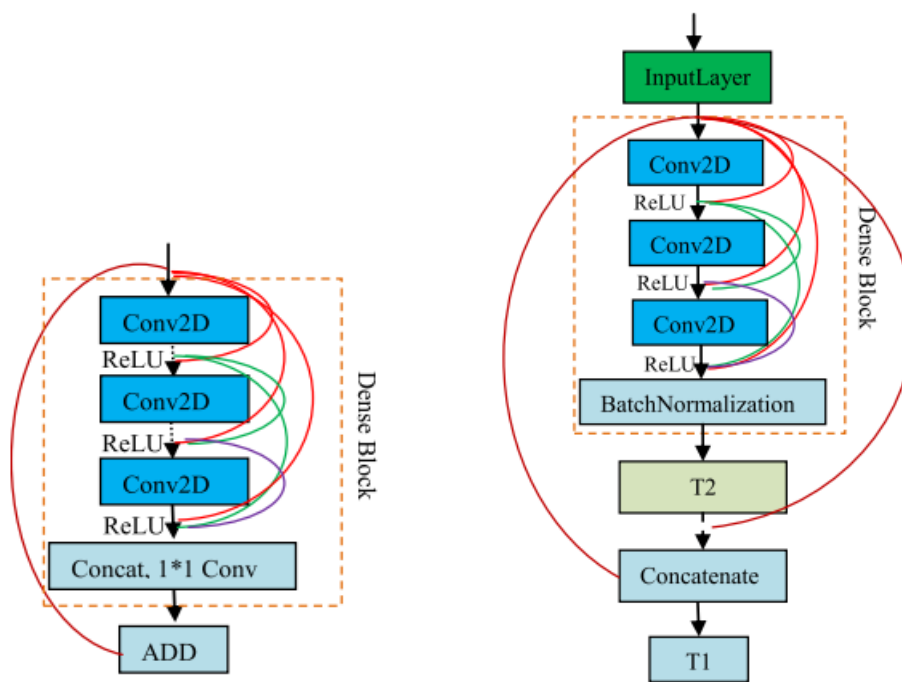 Conv2D
ReLU
Conv2D
ReLU
Conv2D
ReLU
Concat, 1*1 Conv
ADD
Dense Block
InputLayer
Conv2D
ReLU
Conv2D
ReLU
Conv2D
ReLU
BatchNormalization
Dense Block
T2
Concatenate
T1